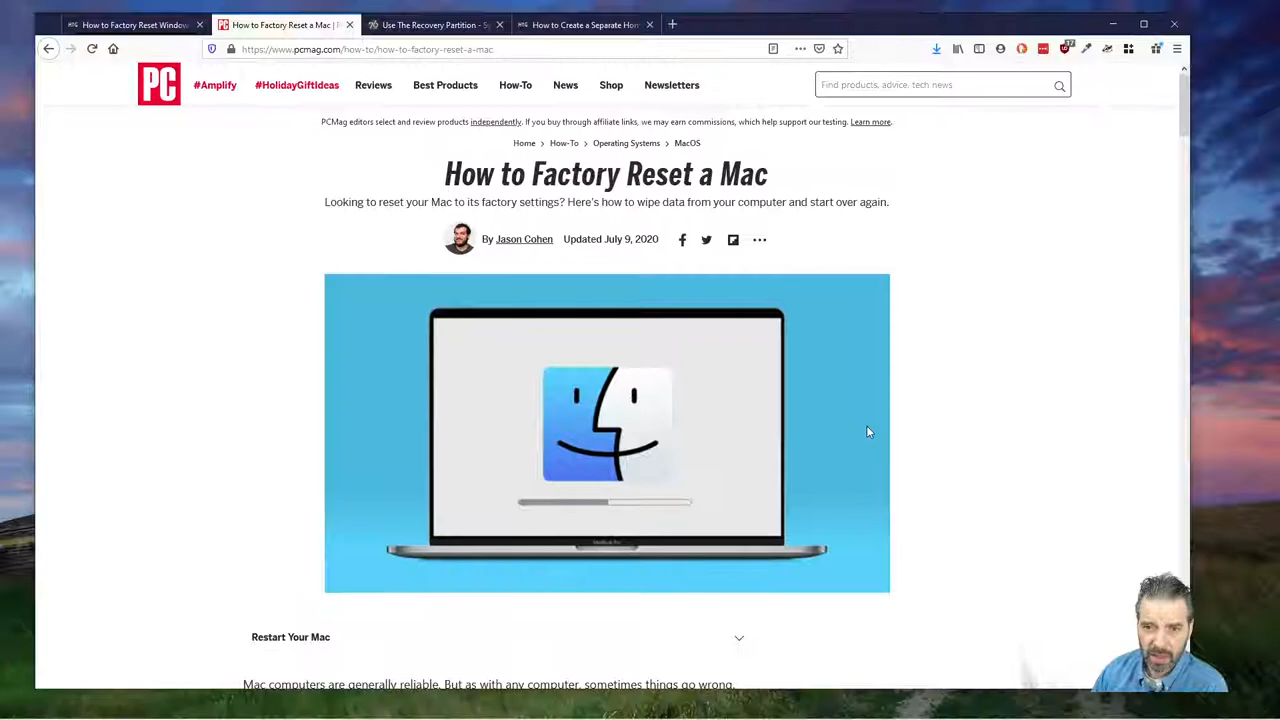 How to Factory Reset Window
How to Factory Reset a Mac | P
Use The Recovery Partition - Sy
How to Create a Separate Hom
https://www.pcmag.com/how-to/how-to-factory-reset-a-mac
17
PC
#Amplify
#HolidayGiftIdeas
Reviews
Best Products
How-To
News
Shop
Newsletters
Find products, advice, tech news
PCMag editors select and review products independently. If you buy through affiliate links, we may earn commissions, which help support our testing. Learn more.
Home > How-To > Operating Systems > MacOS
How to Factory Reset a Mac
Looking to reset your Mac to its factory settings? Here's how to wipe data from your computer and start over again.
By Jason Cohen Updated July 9, 2020
MacBook Pro
Restart Your Mac
Mac computers are generally reliable. But as with any computer, sometimes things go wrong.